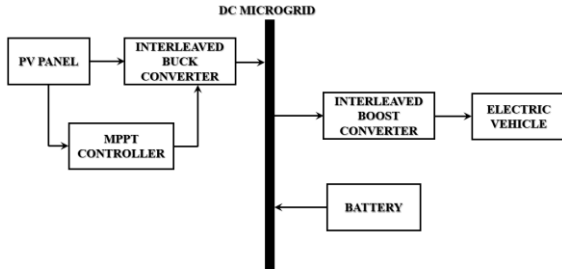 DC MICROGRID
PV PANEL
INTERLEAVED
BUCK
CONVERTER
MPPT
CONTROLLER
INTERLEAVED
BOOST
CONVERTER
ELECTRIC
VEHICLE
BATTERY